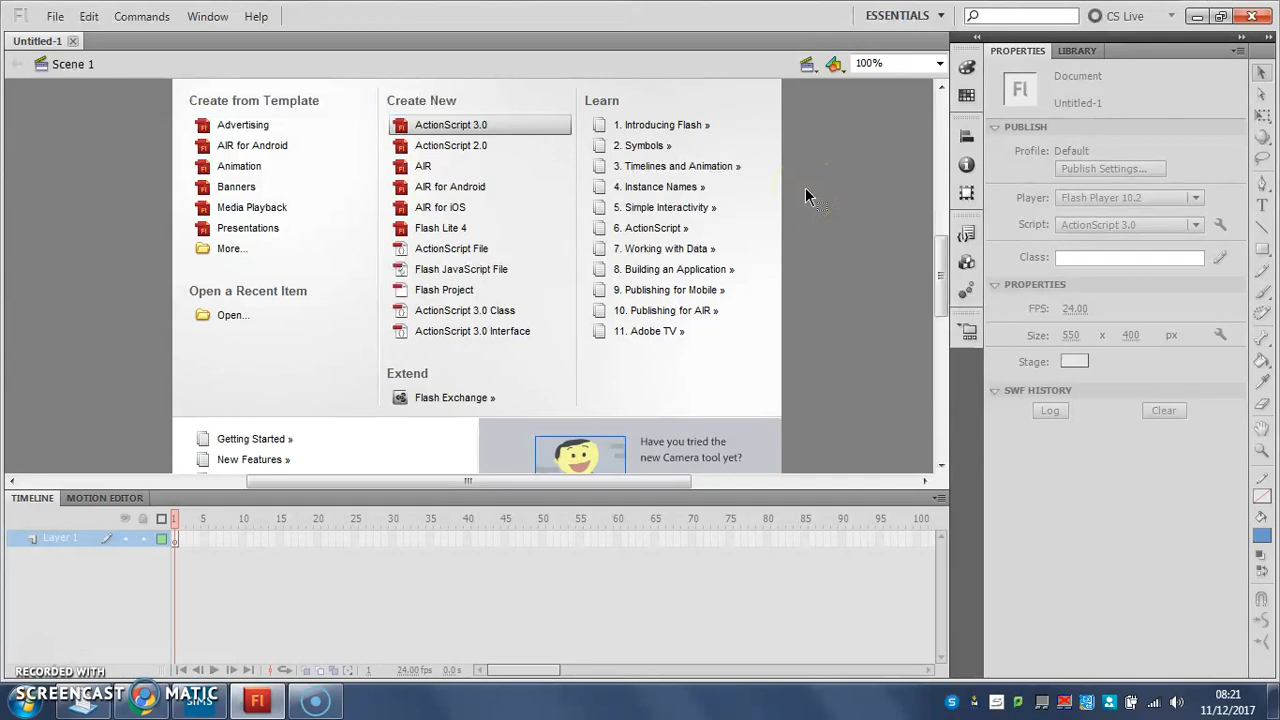 Fl File Edit Commands Window Help ESSENTIALS CS Live
Untitled-1
Scene 1 100%
PROPERTIES LIBRARY
Create from Template
Advertising
AIR for Android
Animation
Banners
Media Playback
Presentations
More...
Open a Recent Item
Open...
Create New
ActionScript 3.0
ActionScript 2.0
AIR
AIR for Android
AIR for iOS
Flash Lite 4
ActionScript File
Flash JavaScript File
Flash Project
ActionScript 3.0 Class
ActionScript 3.0 Interface
Extend
Flash Exchange »
Learn
1. Introducing Flash »
2. Symbols »
3. Timelines and Animation »
4. Instance Names »
5. Simple Interactivity »
6. ActionScript »
7. Working with Data »
8. Building an Application »
9. Publishing for Mobile »
10. Publishing for AIR »
11. Adobe TV »
Getting Started »
New Features »
Have you tried the
new Camera tool yet?
Fl Document
Untitled-1
PUBLISH
Profile: Default
Publish Settings...
Player: Flash Player 10.2
Script: ActionScript 3.0
Class:
PROPERTIES
FPS: 24.00
Size: 550 x 400 px
Stage:
SWF HISTORY
Log Clear
TIMELINE MOTION EDITOR
1 5 10 15 20 25 30 35 40 45 50 55 60 65 70 75 80 85 90 95 100
Layer 1
1 24.00 fps 0.0 s
RECORDED WITH
SCREENCAST MATIC
SIMS
Fl
08:21
11/12/2017